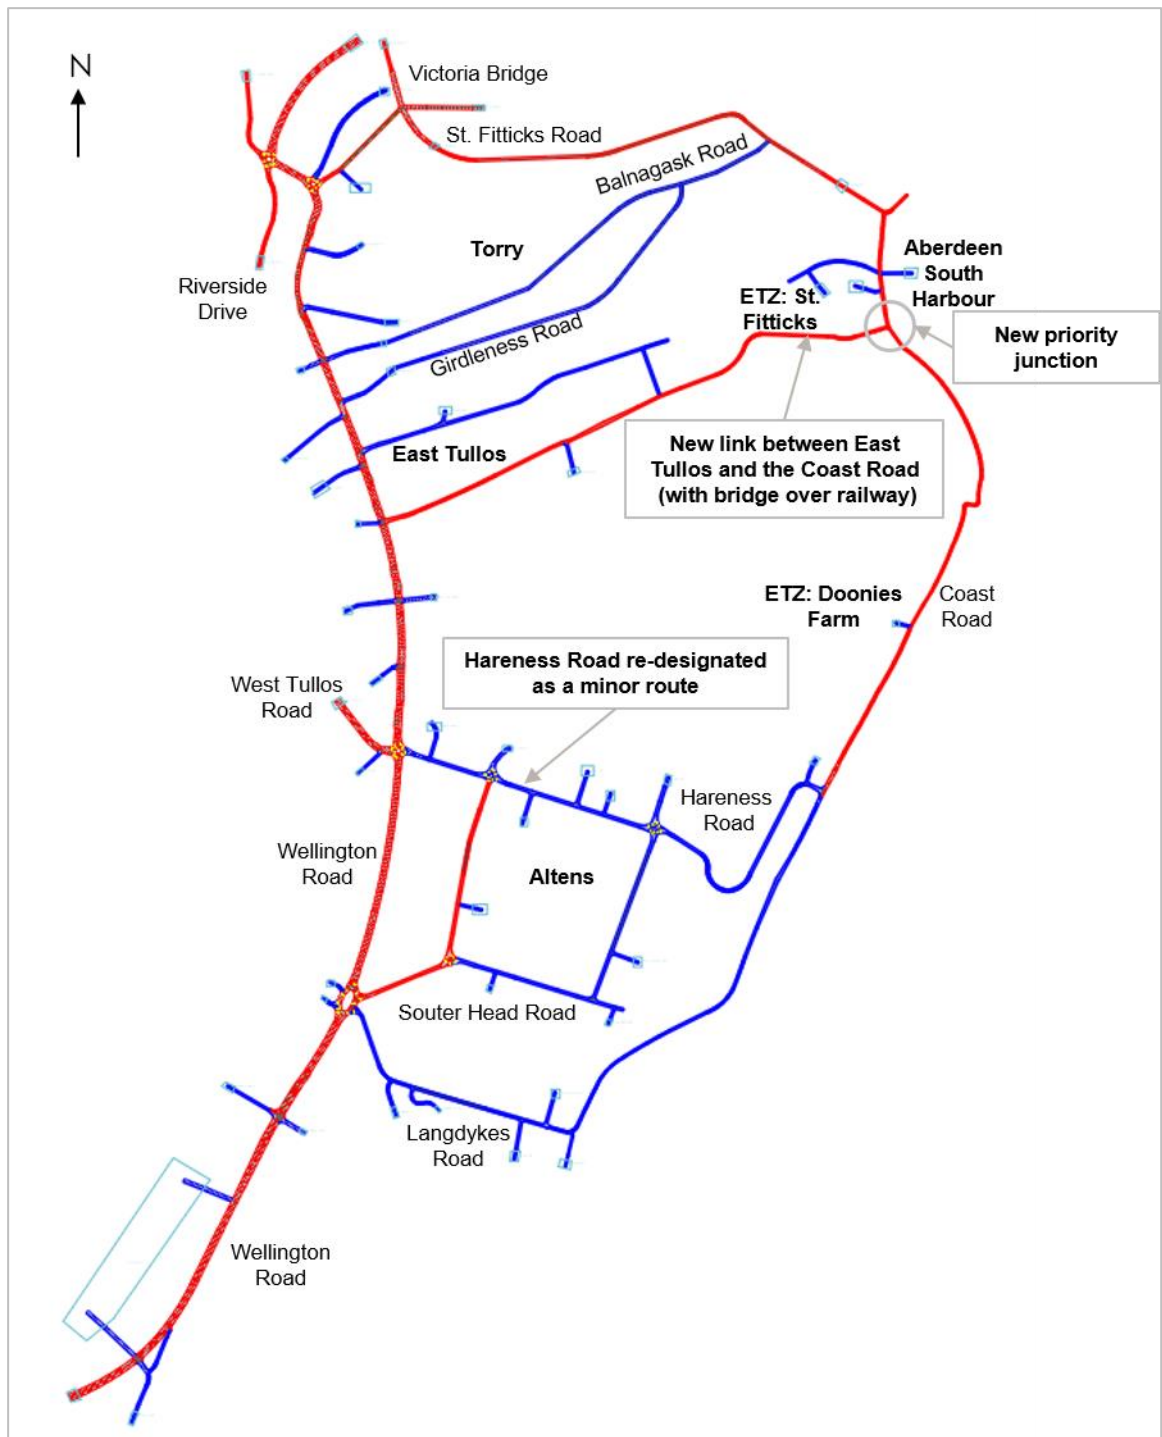 N
Victoria Bridge
St. Fitticks Road
Balnagask Road
Torry
Riverside
Drive
Aberdeen
South
Harbour
ETZ: St.
Fitticks
New priority
junction
Girdleness Road
East Tullos
New link between East
Tullos and the Coast Road
(with bridge over railway)
ETZ: Doonies
Farm
Coast
Road
Hareness Road re-designated
as a minor route
West Tullos
Road
Hareness
Road
Wellington
Road
Altens
Souter Head Road
Langdykes
Road
Wellington
Road